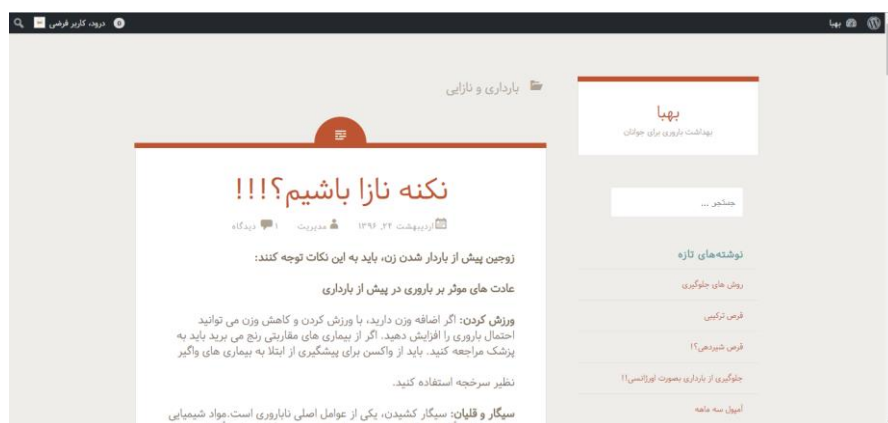 بهبا
درود، کاربر فرضی
0
بهبا
بهداشت باروری برای جوانان
جستجو ...
نوشته‌های تازه
روش های جلوگیری
قرص ترکیبی
قرص شیردهی؟!
جلوگیری از بارداری بصورت اورژانسی!!
آمپول سه ماهه
بارداری و نازایی
نکنه نازا باشیم؟!!!
اردیبهشت ۲۴, ۱۳۹۶ مدیریت ۱ دیدگاه
زوجین پیش از باردار شدن زن، باید به این نکات توجه کنند:
عادت های موثر بر باروری در پیش از بارداری
ورزش کردن: اگر اضافه وزن دارید، با ورزش کردن و کاهش وزن می توانید
احتمال باروری را افزایش دهید. اگر از بیماری های مقاربتی رنج می برید باید به
پزشک مراجعه کنید. باید از واکسن برای پیشگیری از ابتلا به بیماری های واگیر
نظیر سرخجه استفاده کنید.
سیگار و قلیان: سیگار کشیدن، یکی از عوامل اصلی ناباروری است.مواد شیمیایی